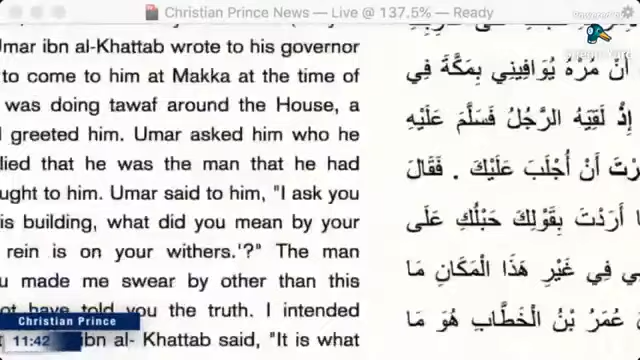 Christian Prince News — Live @ 137.5% — Ready
Umar ibn al-Khattab wrote to his governor
to come to him at Makka at the time of
was doing tawaf around the House, a
greeted him. Umar asked him who he
lied that he was the man that he had
ught to him. Umar said to him, "I ask you
is building, what did you mean by your
rein is on your withers.'?" The man
u made me swear by other than this
ot have told you the truth. I intended
ibn al- Khattab said, "It is what
أَنْ مُرْهُ يُوَافِينِي بِمَكَّةَ فِي
إِذْ لَقِيَهُ الرَّجُلُ فَسَلَّمَ عَلَيْهِ
رْتَ أَنْ أُجْلَبَ عَلَيْكَ . فَقَالَ
أَرَدْتَ بِقَوْلِكِ حَبْلُكِ عَلَى
فِي غَيْرِ هَذَا الْمَكَانِ مَا
عُمَرُ بْنُ الْخَطَّابِ هُوَ مَا
Christian Prince
11:42